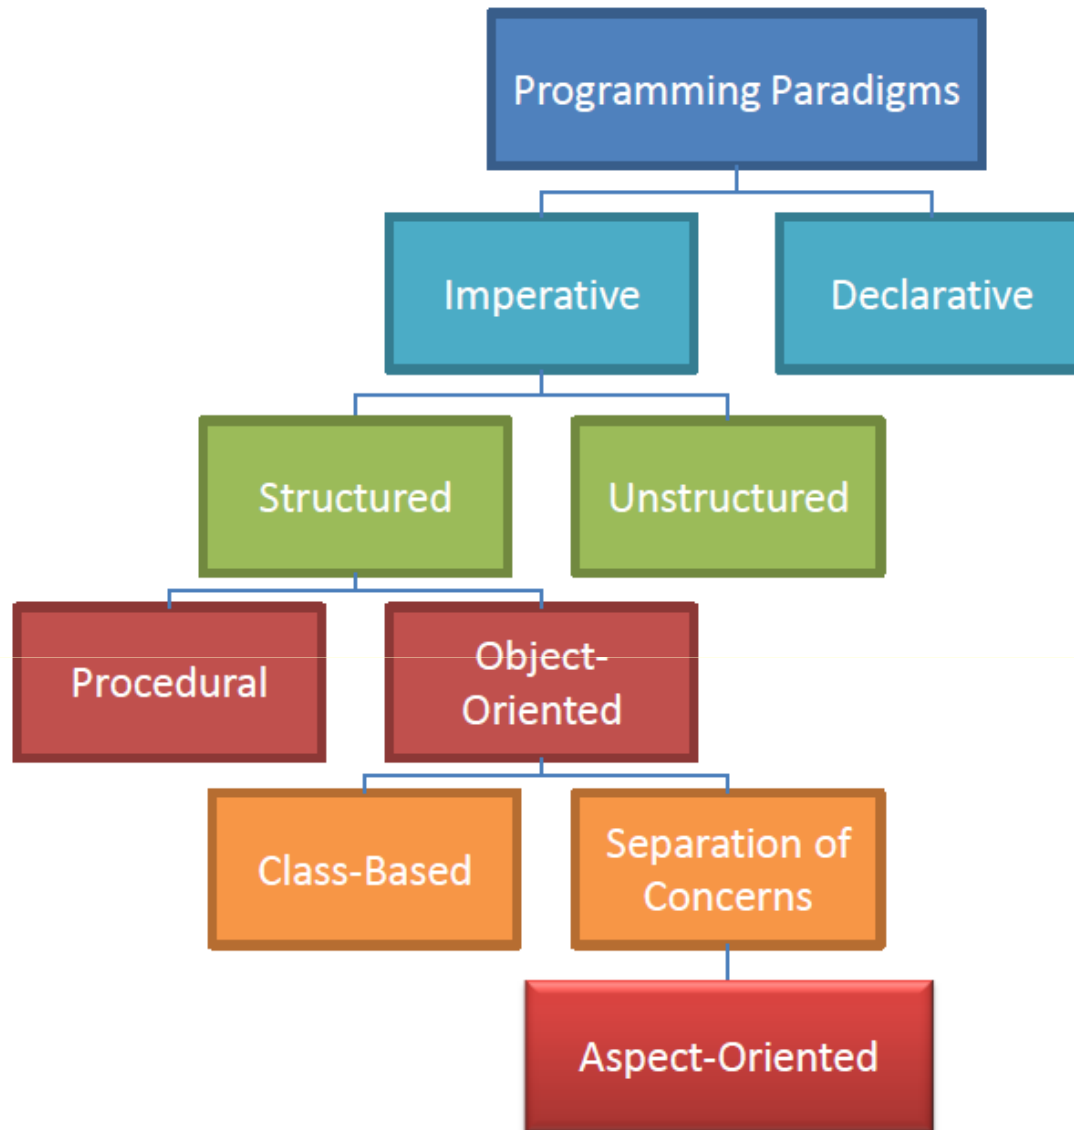 Programming Paradigms
Imperative
Declarative
Structured
Unstructured
Procedural
Object-
Oriented
Class-Based
Separation of
Concerns
Aspect-Oriented